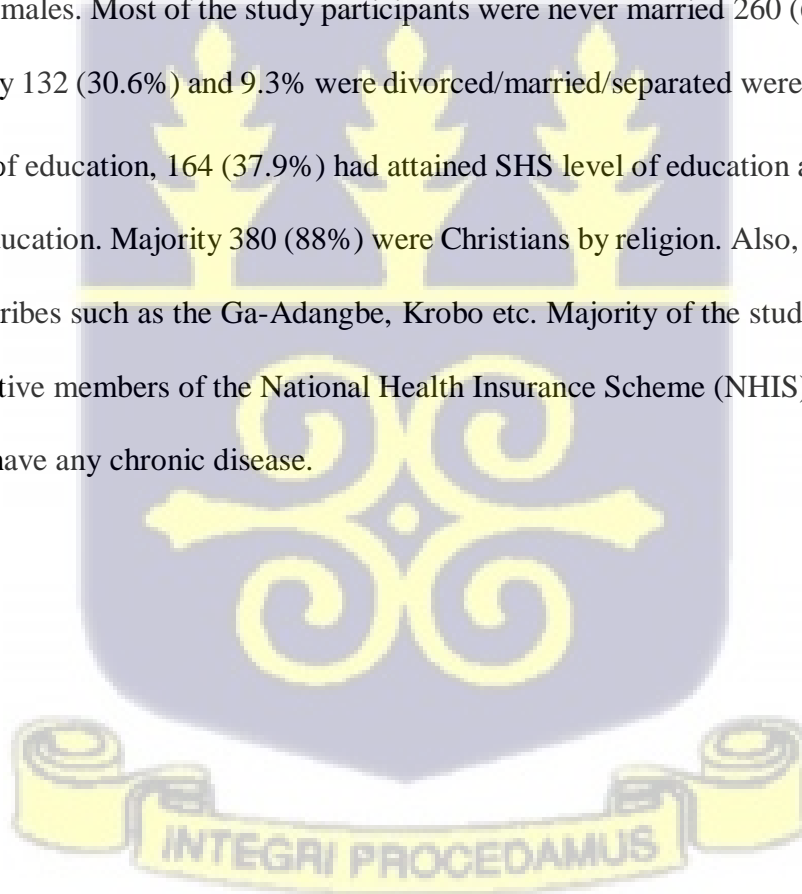 males. Most of the study participants were never married 260 (
y 132 (30.6%) and 9.3% were divorced/married/separated were
of education, 164 (37.9%) had attained SHS level of education a
ucation. Majority 380 (88%) were Christians by religion. Also,
ribes such as the Ga-Adangbe, Krobo etc. Majority of the stud
tive members of the National Health Insurance Scheme (NHIS)
have any chronic disease.
INTEGRI PROCEDAMUS